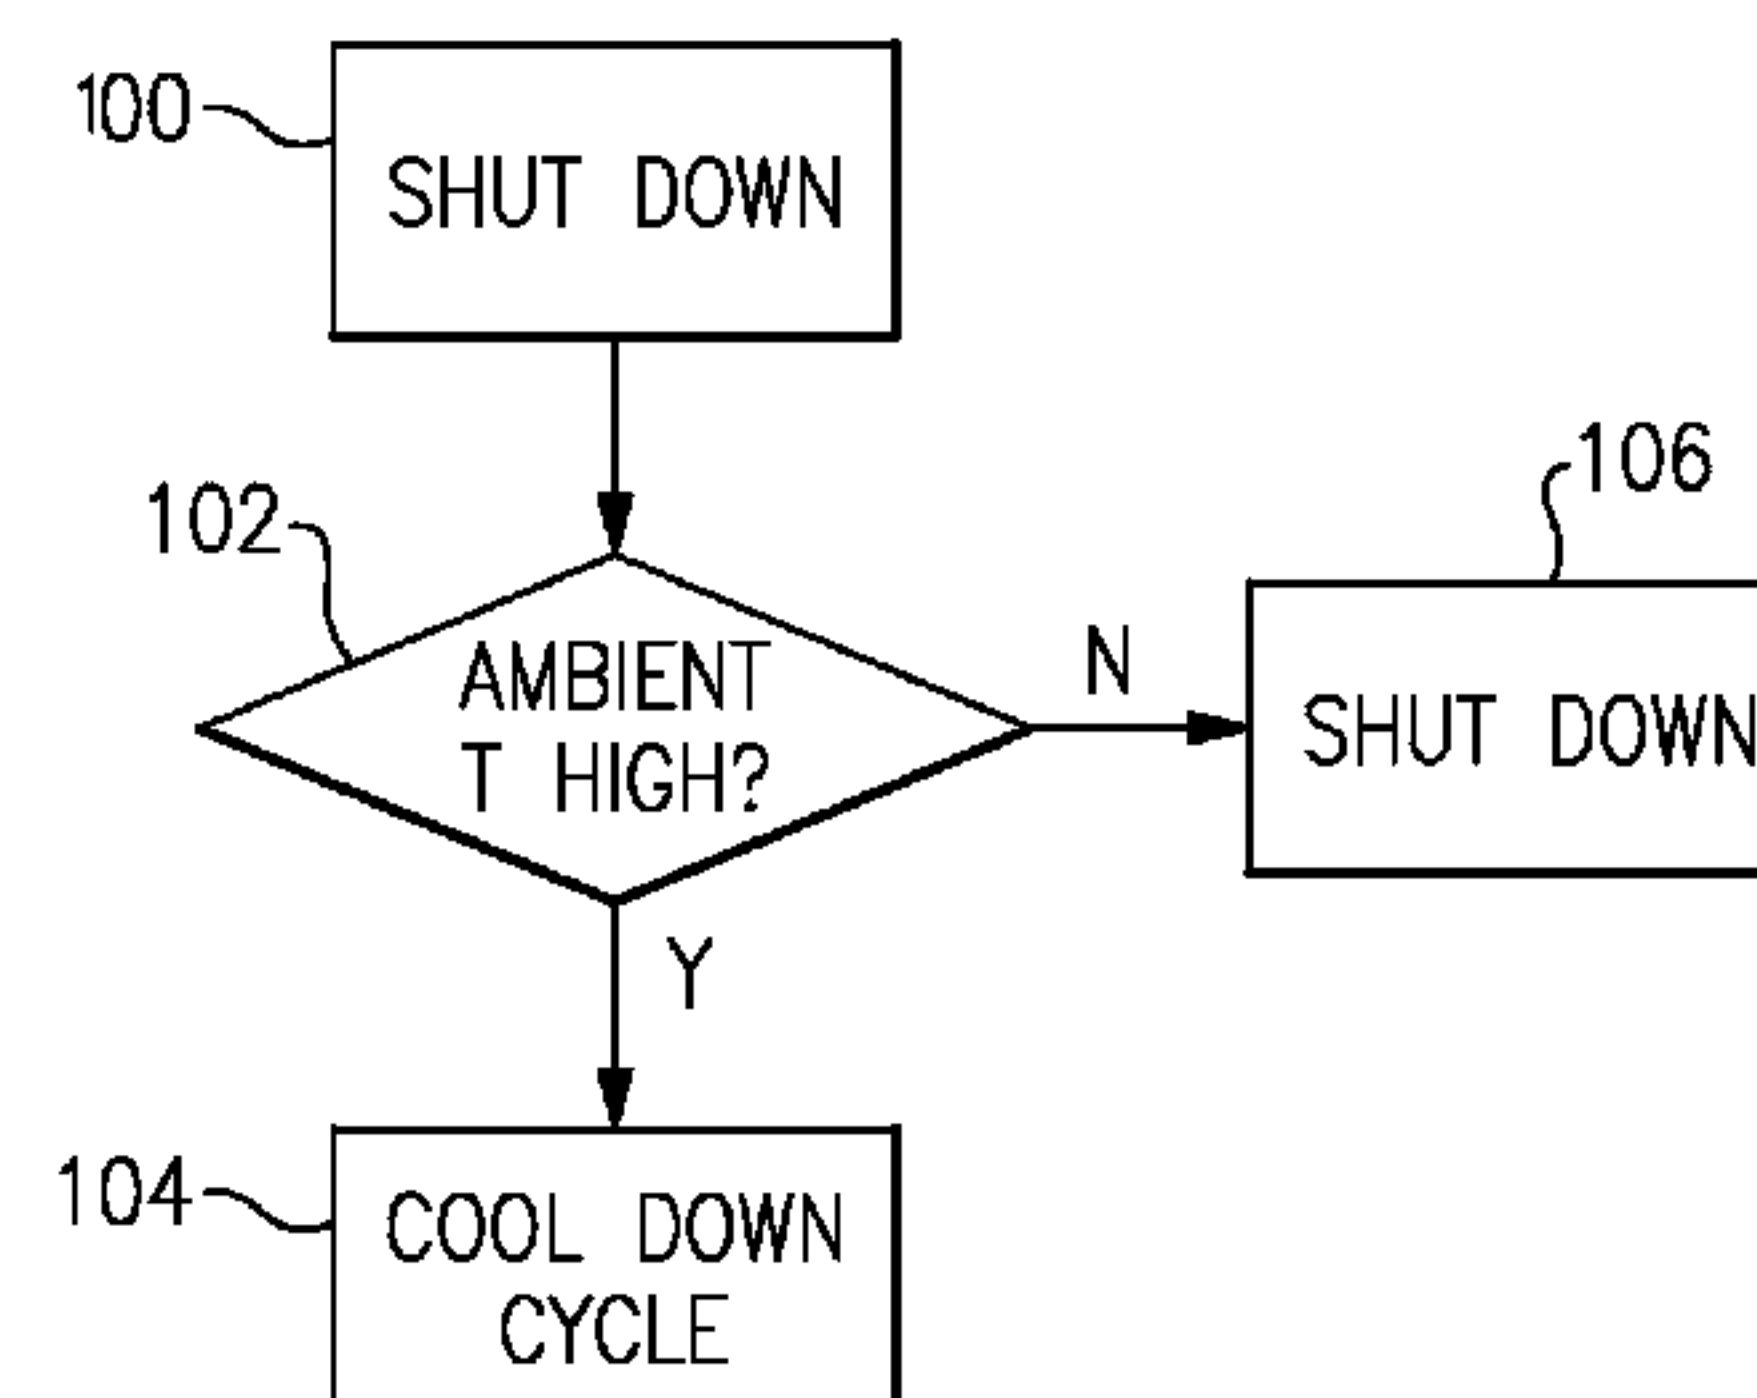 100
SHUT DOWN
102
106
AMBIENT
T HIGH?
N
SHUT DOWN
Y
104
COOL DOWN
CYCLE